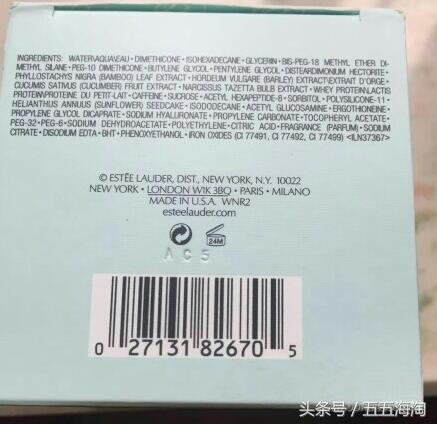 INGREDIENTS: WATER\AQUA\EAU • DIMETHICONE • ISOHEXADECANE • GLYCERIN • BIS-PEG-18 METHYL ETHER DI-
METHYL SILANE • PEG-10 DIMETHICONE • BUTYLENE GLYCOL • PENTYLENE GLYCOL • DISTEARDIMONIUM HECTORITE •
PHYLLOSTACHYS NIGRA (BAMBOO) LEAF EXTRACT • HORDEUM VULGARE (BARLEY) EXTRACT\EXTRAIT D'ORGE •
CUCUMIS SATIVUS (CUCUMBER) FRUIT EXTRACT • NARCISSUS TAZETTA BULB EXTRACT • WHEY PROTEIN\LACTIS
PROTEIN\PROTÉINE DU PETIT-LAIT • CAFFEINE • SUCROSE • ACETYL HEXAPEPTIDE-8 • SORBITOL • POLYSILICONE-11 •
HELIANTHUS ANNUUS (SUNFLOWER) SEEDCAKE • ISODODECANE • ACETYL GLUCOSAMINE • ERGOTHIONEINE •
PROPYLENE GLYCOL DICAPRATE • SODIUM HYALURONATE • PROPYLENE CARBONATE • TOCOPHERYL ACETATE •
PEG-32 • PEG-6 • SODIUM DEHYDROACETATE • POLYETHYLENE • CITRIC ACID • FRAGRANCE (PARFUM) • SODIUM
CITRATE • DISODIUM EDTA • BHT • PHENOXYETHANOL • IRON OXIDES (CI 77491, CI 77492, CI 77499) <ILN37367>
© ESTÉE LAUDER, DIST., NEW YORK, N.Y. 10022
NEW YORK • LONDON W1K 3BQ • PARIS • MILANO
MADE IN U.S.A. WNR2
esteelauder.com
24M
A C 5
0 27131 82670 5
头条号／五五海淘